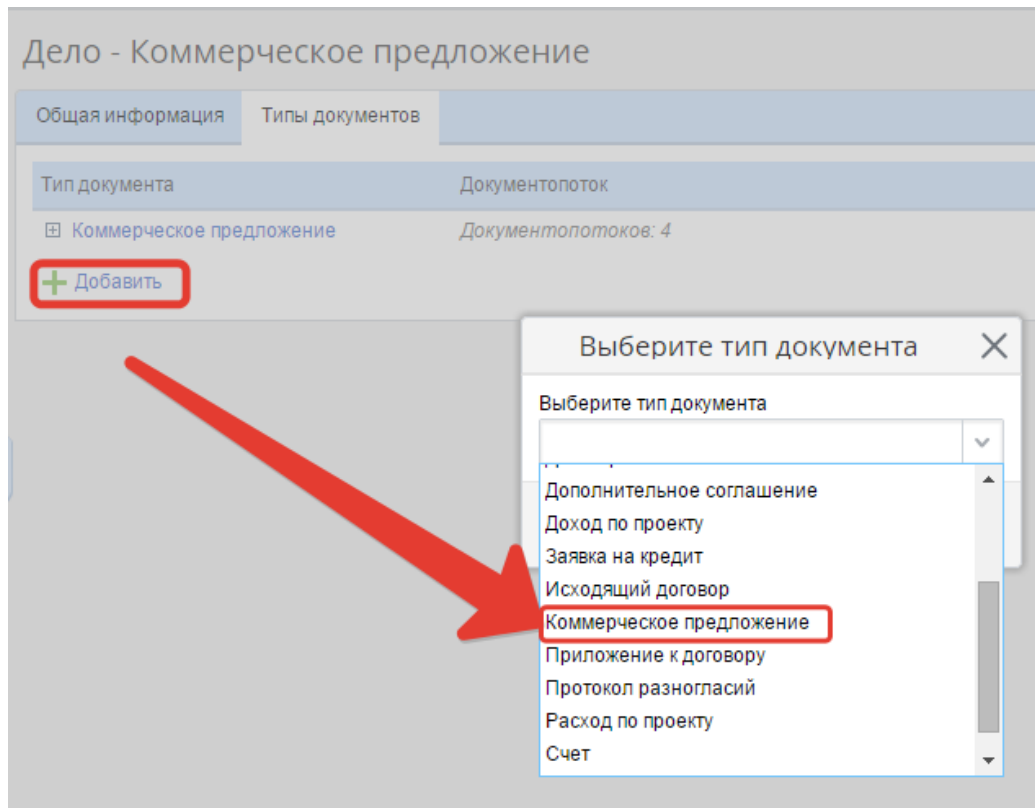 Дело - Коммерческое предложение
Общая информация Типы документов
Тип документа Документопоток
Коммерческое предложение Документопотоков: 4
Добавить
Выберите тип документа
Выберите тип документа
Дополнительное соглашение
Доход по проекту
Заявка на кредит
Исходящий договор
Коммерческое предложение
Приложение к договору
Протокол разногласий
Расход по проекту
Счет